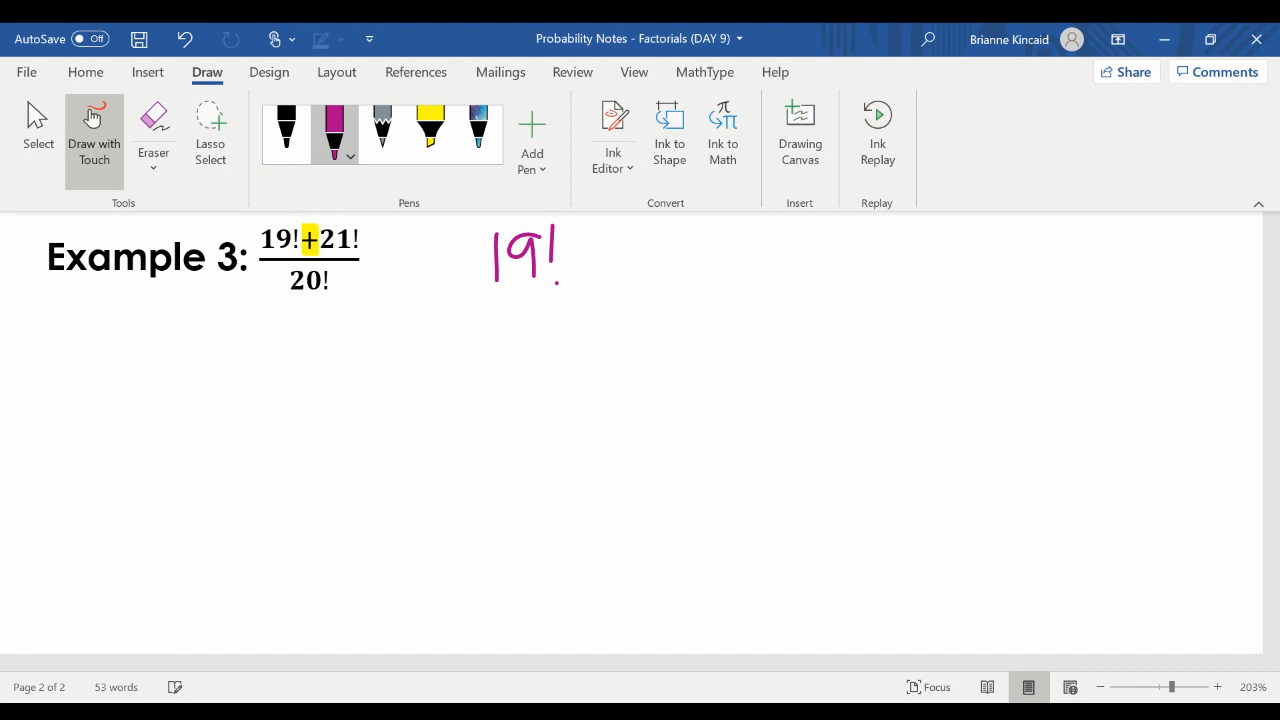 AutoSave Off Probability Notes - Factorials (DAY 9) Brianne Kincaid
File Home Insert Draw Design Layout References Mailings Review View MathType Help Share Comments
Select Draw with Touch Eraser Lasso Select Add Pen Ink Editor Ink to Shape Ink to Math Drawing Canvas Ink Replay
Tools Pens Convert Insert Replay
Example 3: (19!+21!)/20! 19!
Page 2 of 2 53 words Focus 203%